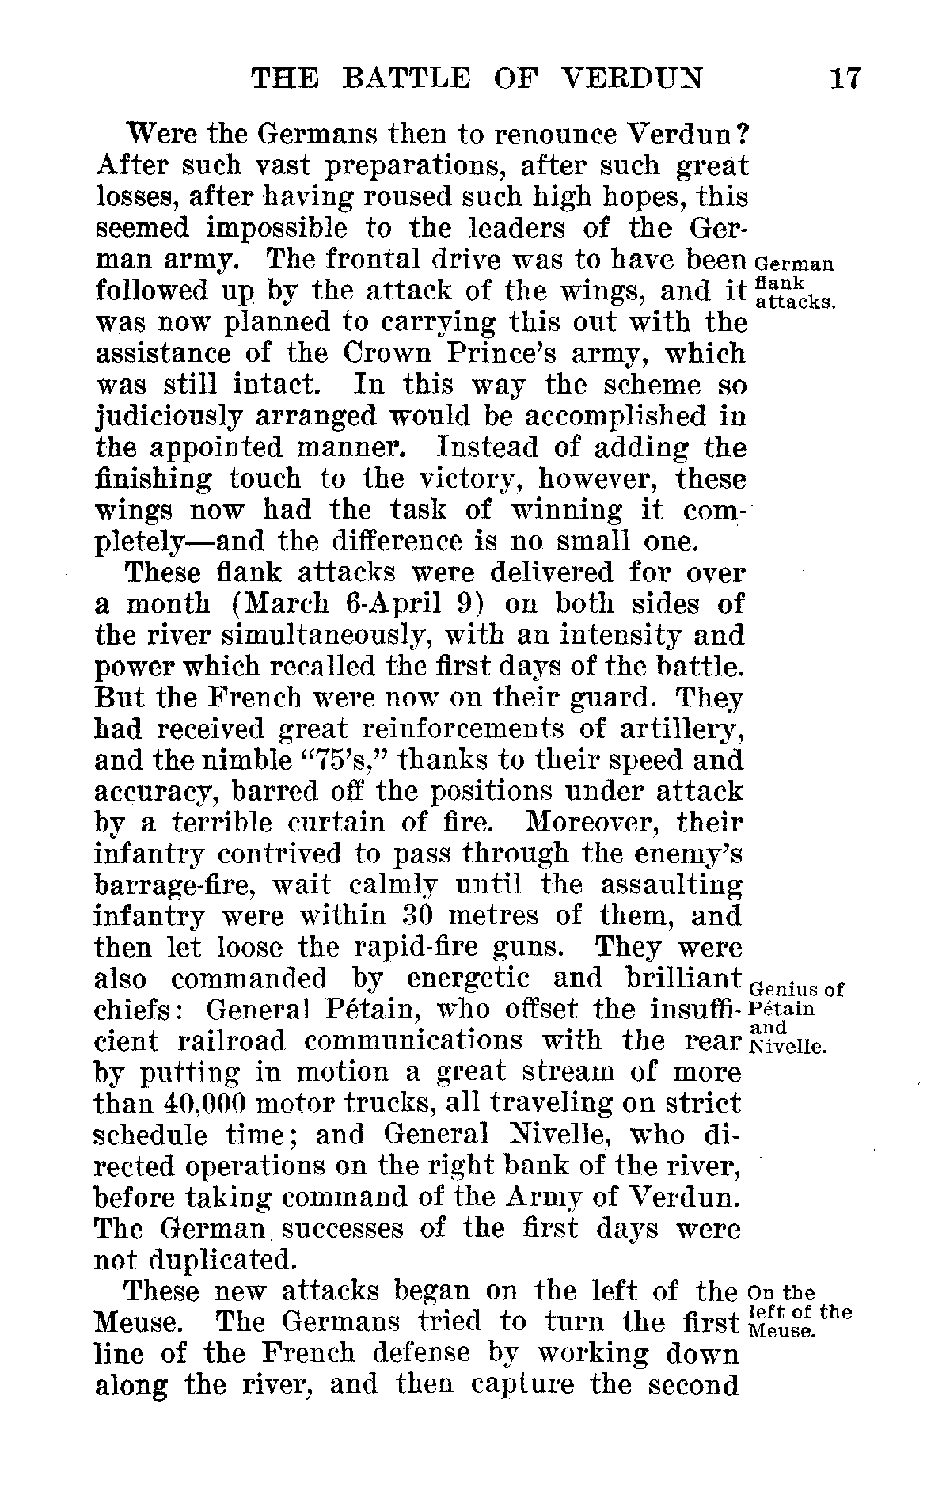 THE BATTLE OF VERDUN 17
Were the Germans then to renounce Verdun?
After such vast preparations, after such great
losses, after having roused such high hopes, this
seemed impossible to the leaders of the Ger-
man army. The frontal drive was to have been
German
flank
attacks.
followed up by the attack of the wings, and it
was now planned to carrying this out with the
assistance of the Crown Prince's army, which
was still intact. In this way the scheme so
judiciously arranged would be accomplished in
the appointed manner. Instead of adding the
finishing touch to the victory, however, these
wings now had the task of winning it com-
pletely—and the difference is no small one.
These flank attacks were delivered for over
a month (March 6-April 9) on both sides of
the river simultaneously, with an intensity and
power which recalled the first days of the battle.
But the French were now on their guard. They
had received great reinforcements of artillery,
and the nimble "75's," thanks to their speed and
accuracy, barred off the positions under attack
by a terrible curtain of fire. Moreover, their
infantry contrived to pass through the enemy's
barrage-fire, wait calmly until the assaulting
infantry were within 30 metres of them, and
then let loose the rapid-fire guns. They were
also commanded by energetic and brilliant
Genius of
Pétain
and
Nivelle.
chiefs: General Pétain, who offset the insuffi-
cient railroad communications with the rear
by putting in motion a great stream of more
than 40,000 motor trucks, all traveling on strict
schedule time; and General Nivelle, who di-
rected operations on the right bank of the river,
before taking command of the Army of Verdun.
The German successes of the first days were
not duplicated.
These new attacks began on the left of the
On the
left of the
Meuse.
Meuse. The Germans tried to turn the first
line of the French defense by working down
along the river, and then capture the second